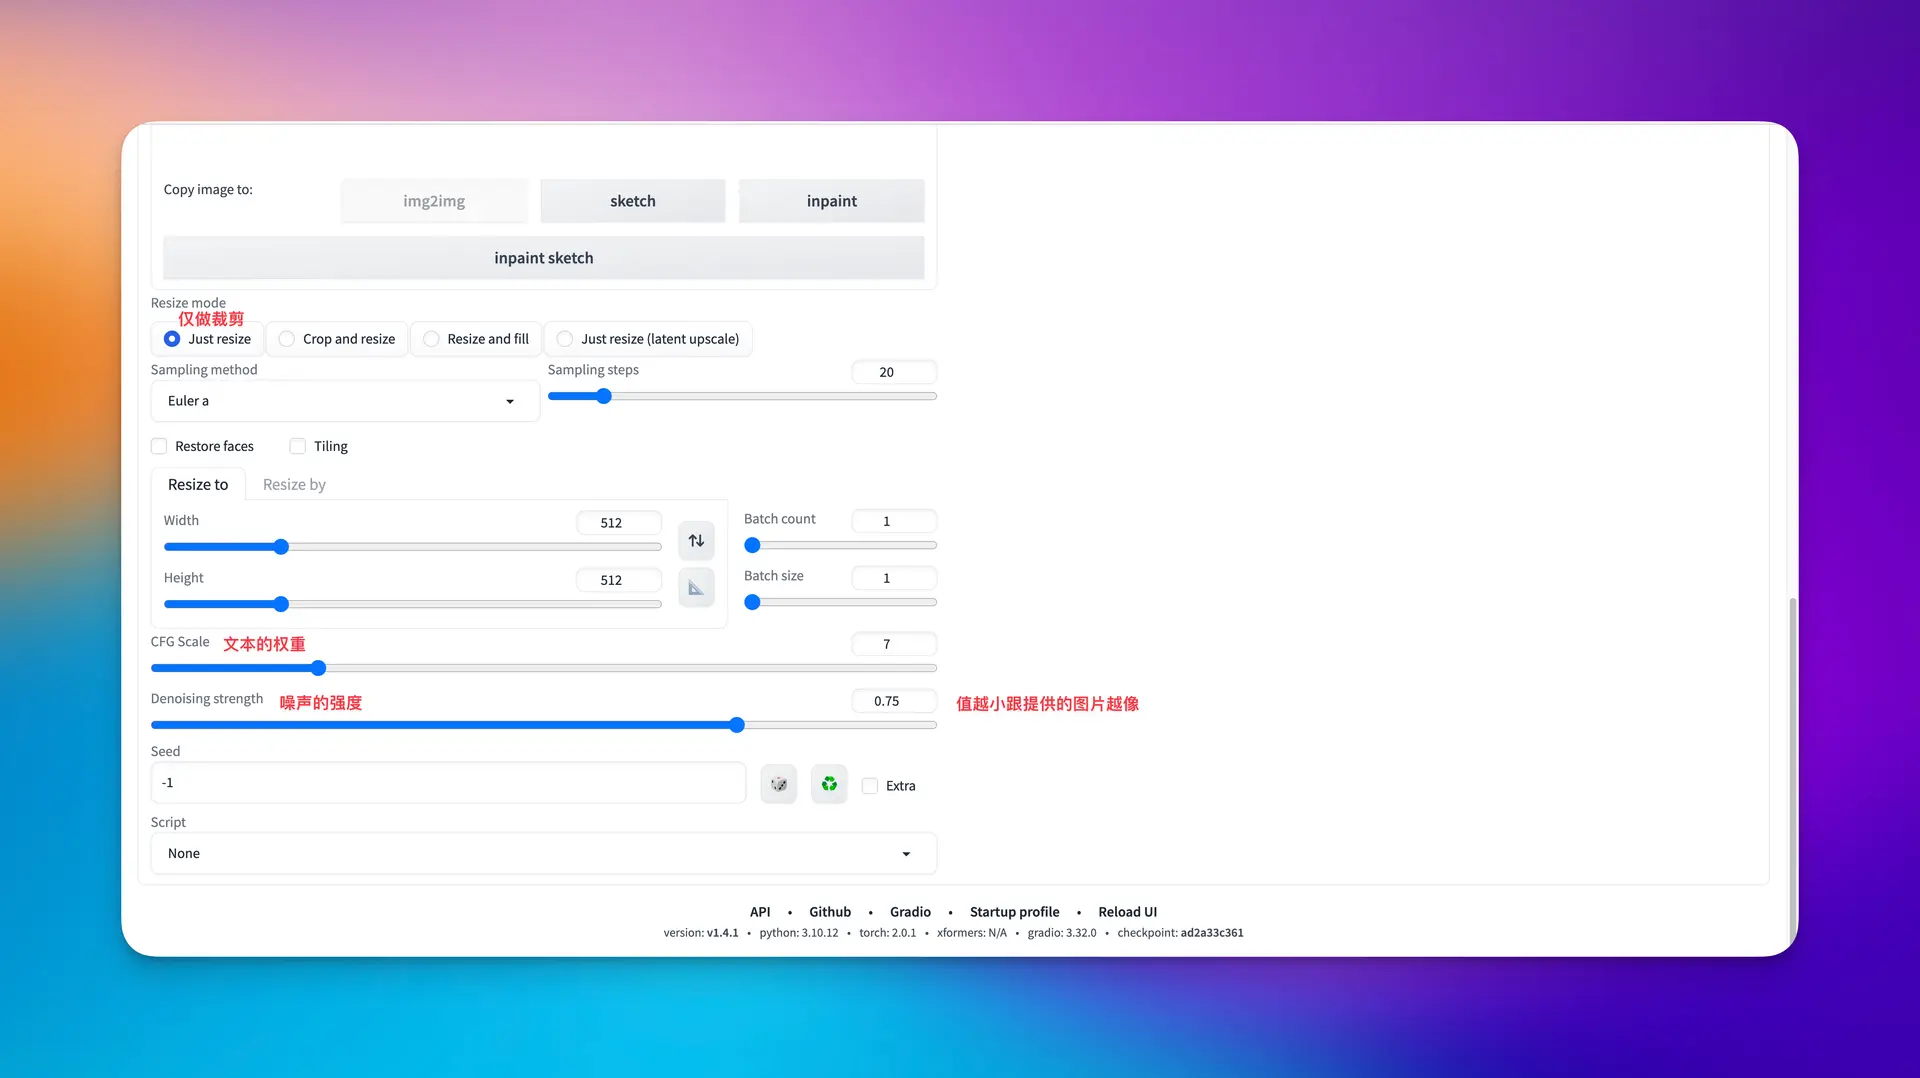 Copy image to:
img2img
sketch
inpaint
inpaint sketch
Resize mode
仅做裁剪
Just resize
Crop and resize
Resize and fill
Just resize (latent upscale)
Sampling method
Euler a
Sampling steps
20
Restore faces
Tiling
Resize to
Resize by
Width
512
Height
512
Batch count
1
Batch size
1
CFG Scale 文本的权重
7
Denoising strength 噪声的强度
0.75
值越小跟提供的图片越像
Seed
-1
Extra
Script
None
API • Github • Gradio • Startup profile • Reload UI
version: v1.4.1 • python: 3.10.12 • torch: 2.0.1 • xformers: N/A • gradio: 3.32.0 • checkpoint: ad2a33c361